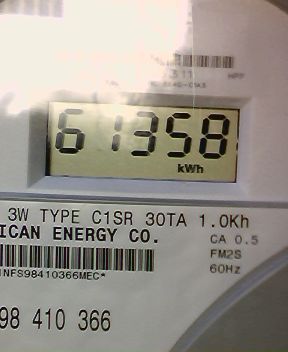 61358
kWh
3W TYPE C1SR 30TA 1.0Kh
ICAN ENERGY CO.
CA 0.5
FM2S
60Hz
NFS98410366MEC*
98 410 366